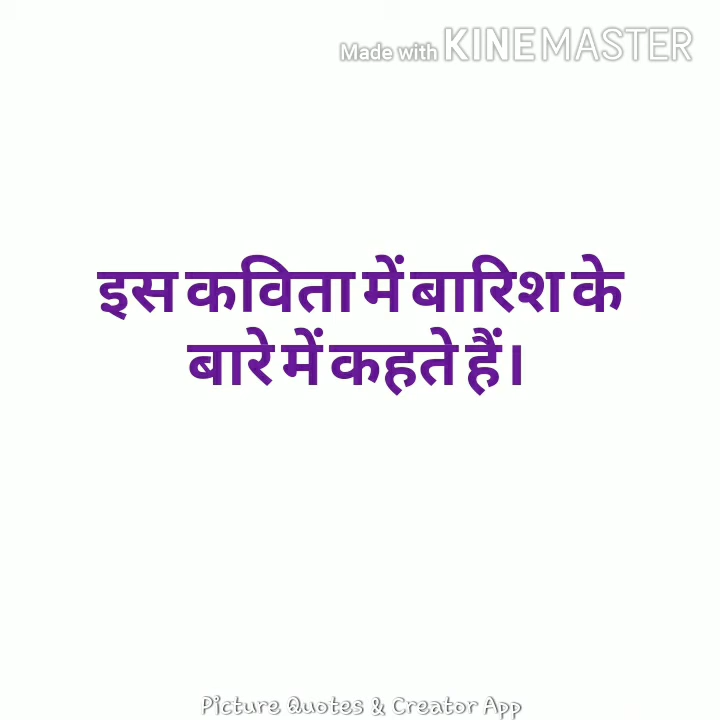 Made with KINEMASTER
इस कविता में बारिश के
बारे में कहते हैं।
Picture Quotes & Creator App